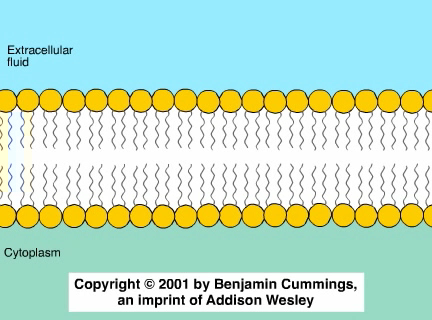 Extracellular
fluid
Cytoplasm
Copyright © 2001 by Benjamin Cummings,
an imprint of Addison Wesley